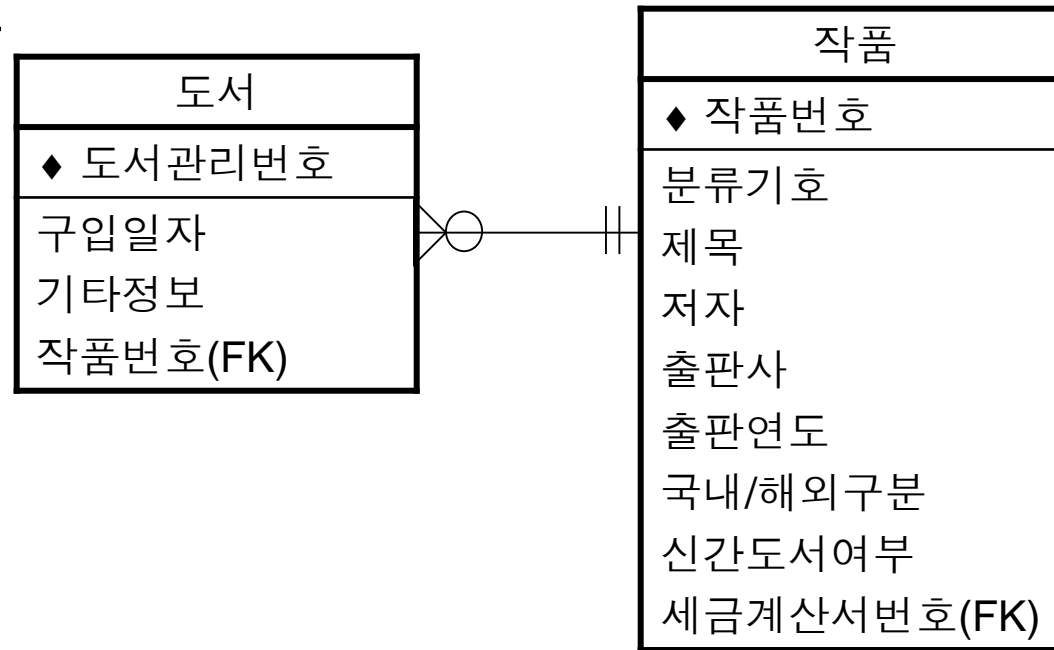 도서
♦ 도서관리번호
구입일자
기타정보
작품번호(FK)
작품
♦ 작품번호
분류기호
제목
저자
출판사
출판연도
국내/해외구분
신간도서여부
세금계산서번호(FK)